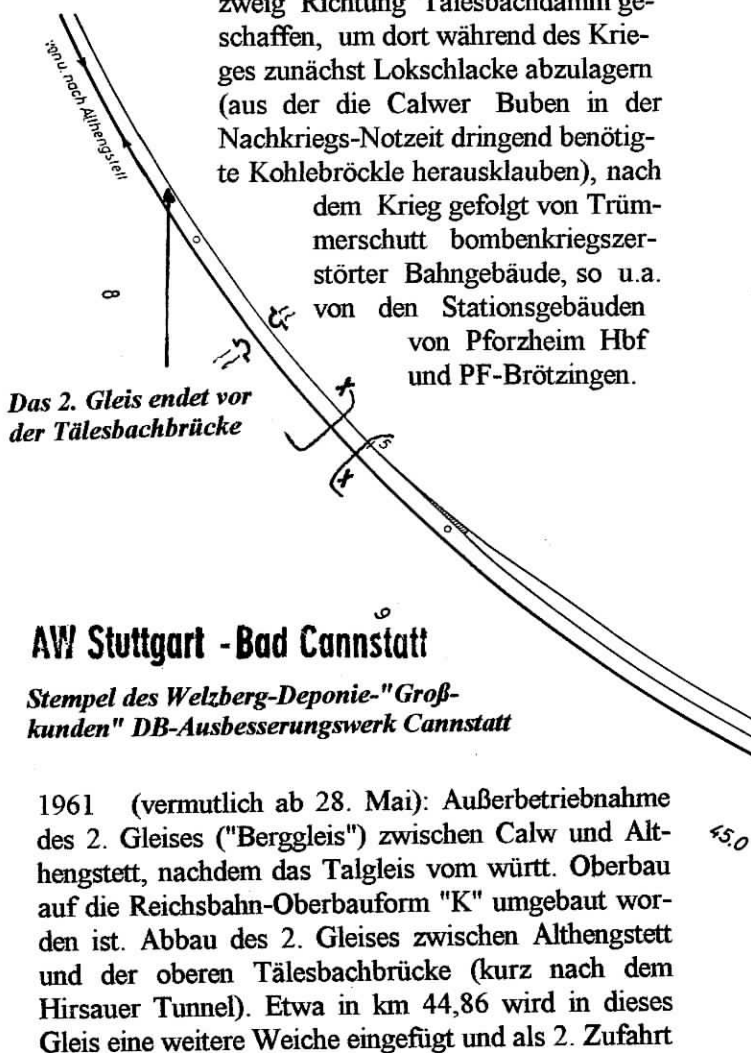 zweig Richtung Tälesbachdamm ge-
schaffen, um dort während des Krie-
ges zunächst Lokschlacke abzulagern
(aus der die Calwer Buben in der
Nachkriegs-Notzeit dringend benötig-
te Kohlebröckle herausklauben), nach
dem Krieg gefolgt von Trüm-
merschutt bombenkriegszer-
störter Bahngebäude, so u.a.
von den Stationsgebäuden
von Pforzheim Hbf
und PF-Brötzingen.
nach Althengstett
8
Das 2. Gleis endet vor
der Tälesbachbrücke
15
9
AW Stuttgart - Bad Cannstatt
Stempel des Welzberg-Deponie-"Groß-
kunden" DB-Ausbesserungswerk Cannstatt
1961 (vermutlich ab 28. Mai): Außerbetriebnahme
des 2. Gleises ("Berggleis") zwischen Calw und Alt-
hengstett, nachdem das Talgleis vom württ. Oberbau
auf die Reichsbahn-Oberbauform "K" umgebaut wor-
den ist. Abbau des 2. Gleises zwischen Althengstett
und der oberen Tälesbachbrücke (kurz nach dem
Hirsauer Tunnel). Etwa in km 44,86 wird in dieses
Gleis eine weitere Weiche eingefügt und als 2. Zufahrt
45.0